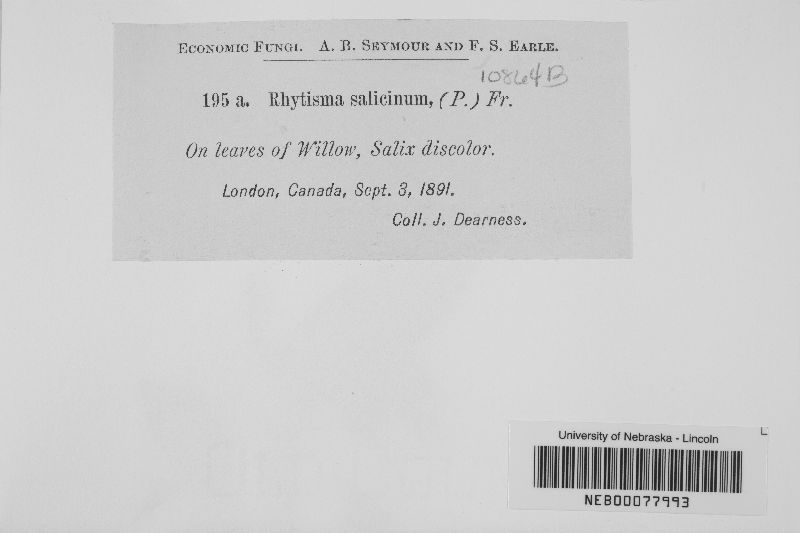 Economic Fungi. A. B. Seymour and F. S. Earle.
10864B
195 a. Rhytisma salicinum, (P.) Fr.
On leaves of Willow, Salix discolor.
London, Canada, Sept. 3, 1891.
Coll. J. Dearness.
University of Nebraska - Lincoln
NEB00077993